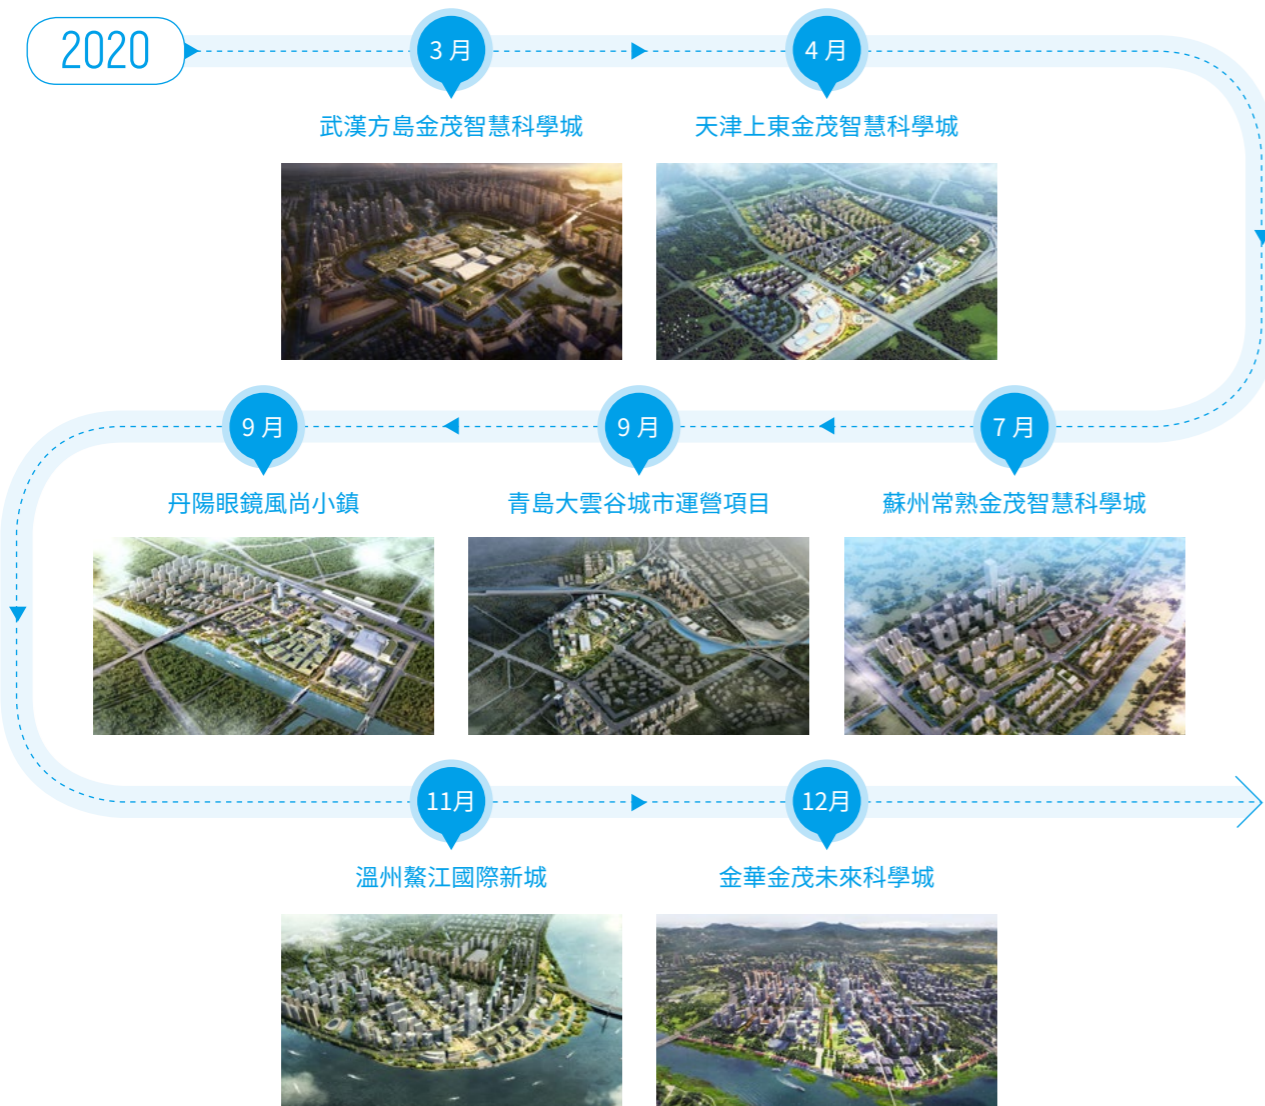 2020
3 月
4 月
武漢方島金茂智慧科學城
天津上東金茂智慧科學城
9 月
9 月
7 月
丹陽眼鏡風尚小鎮
青島大雲谷城市運營項目
蘇州常熟金茂智慧科學城
11月
12月
溫州鰲江國際新城
金華金茂未來科學城